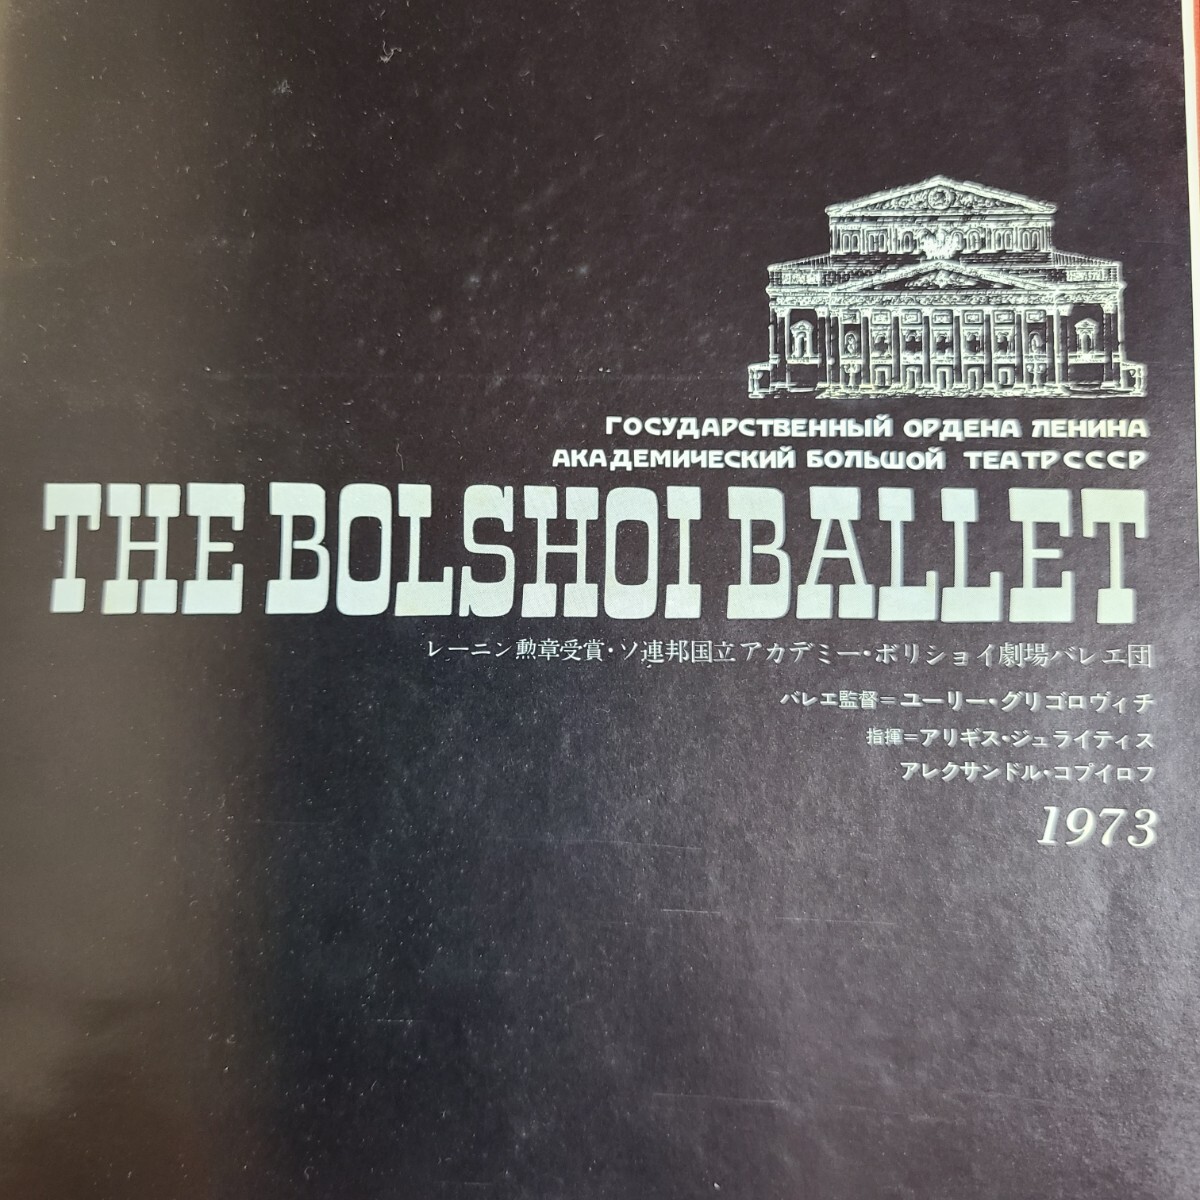 ГОСУДАРСТВЕННЫЙ ОРДЕНА ЛЕНИНА
АКАДЕМИЧЕСКИЙ БОЛЬШОЙ ТЕАТР СССР
THE BOLSHOI BALLET
レーニン勲章受賞・ソ連邦国立アカデミー・ボリショイ劇場バレエ団
バレエ監督＝ユーリー・グリゴロヴィチ
指揮＝アリギス・ジュライティス
アレクサンドル・コプイロフ
1973